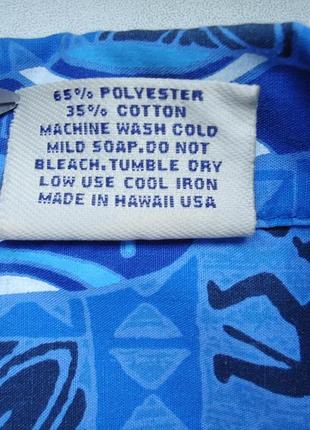 65% POLYESTER
35% COTTON
MACHINE WASH COLD
MILD SOAP.DO NOT
BLEACH.TUMBLE DRY
LOW USE COOL IRON
MADE IN HAWAII USA